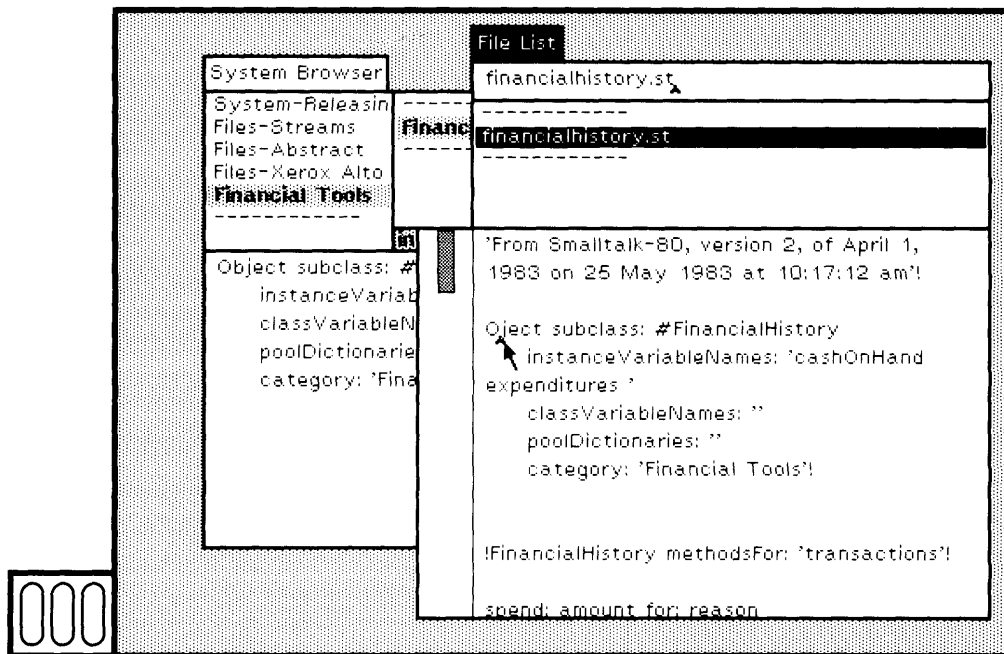 File List
System Browser
financialhistory.st
System-Releasin
Files-Streams
Files-Abstract
Files-Xerox Alto
Financial Tools
-------------
------
Financ
------
-------------
financialhistory.st
-------------
in
Object subclass: #
instanceVariab
classVariableN
poolDictionarie
category: 'Fina
'From Smalltalk-80, version 2, of April 1,
1983 on 25 May 1983 at 10:17:12 am'!
Oject subclass: #FinancialHistory
instanceVariableNames: 'cashOnHand
expenditures '
classVariableNames: ''
poolDictionaries: ''
category: 'Financial Tools'!
!FinancialHistory methodsFor: 'transactions'!
spend: amount for: reason